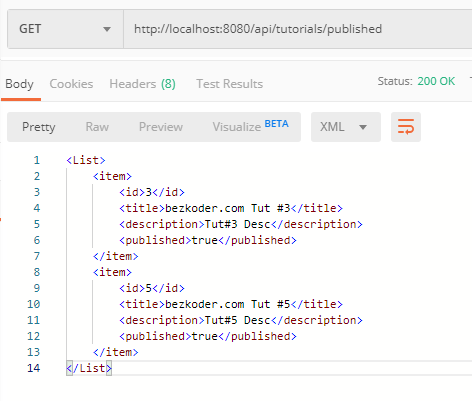 GET http://localhost:8080/api/tutorials/published
Body Cookies Headers (8) Test Results Status: 200 OK
Pretty Raw Preview Visualize BETA XML
1 <List>
2 <item>
3 <id>3</id>
4 <title>bezkoder.com Tut #3</title>
5 <description>Tut#3 Desc</description>
6 <published>true</published>
7 </item>
8 <item>
9 <id>5</id>
10 <title>bezkoder.com Tut #5</title>
11 <description>Tut#5 Desc</description>
12 <published>true</published>
13 </item>
14 </List>